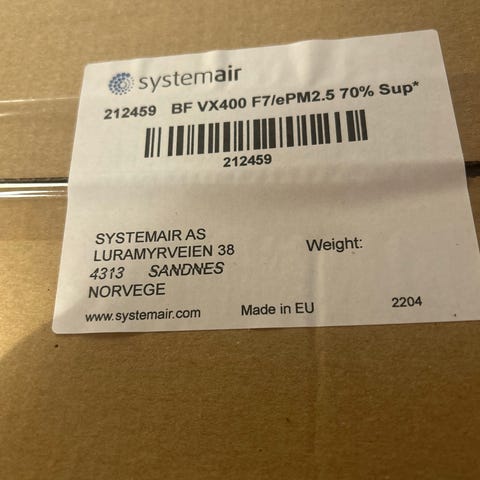 systemair
212459 BF VX400 F7/ePM2.5 70% Sup*
212459
SYSTEMAIR AS
LURAMYRVEIEN 38
Weight:
4313 SANDNES
NORVEGE
www.systemair.com Made in EU 2204